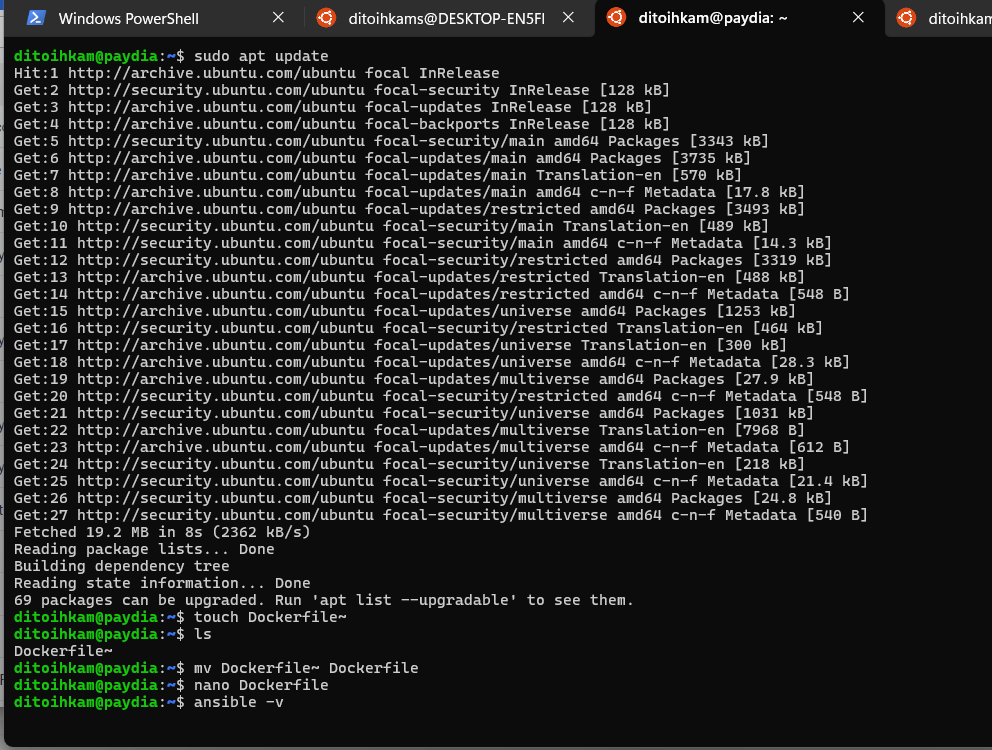 Windows PowerShell
ditoihkams@DESKTOP-EN5FI
ditoihkam@paydia: ~
ditoihkam
ditoihkam@paydia:~$ sudo apt update
Hit:1 http://archive.ubuntu.com/ubuntu focal InRelease
Get:2 http://security.ubuntu.com/ubuntu focal-security InRelease [128 kB]
Get:3 http://archive.ubuntu.com/ubuntu focal-updates InRelease [128 kB]
Get:4 http://archive.ubuntu.com/ubuntu focal-backports InRelease [128 kB]
Get:5 http://security.ubuntu.com/ubuntu focal-security/main amd64 Packages [3343 kB]
Get:6 http://archive.ubuntu.com/ubuntu focal-updates/main amd64 Packages [3735 kB]
Get:7 http://archive.ubuntu.com/ubuntu focal-updates/main Translation-en [570 kB]
Get:8 http://archive.ubuntu.com/ubuntu focal-updates/main amd64 c-n-f Metadata [17.8 kB]
Get:9 http://archive.ubuntu.com/ubuntu focal-updates/restricted amd64 Packages [3493 kB]
Get:10 http://security.ubuntu.com/ubuntu focal-security/main Translation-en [489 kB]
Get:11 http://security.ubuntu.com/ubuntu focal-security/main amd64 c-n-f Metadata [14.3 kB]
Get:12 http://security.ubuntu.com/ubuntu focal-security/restricted amd64 Packages [3319 kB]
Get:13 http://archive.ubuntu.com/ubuntu focal-updates/restricted Translation-en [488 kB]
Get:14 http://archive.ubuntu.com/ubuntu focal-updates/restricted amd64 c-n-f Metadata [548 B]
Get:15 http://archive.ubuntu.com/ubuntu focal-updates/universe amd64 Packages [1253 kB]
Get:16 http://security.ubuntu.com/ubuntu focal-security/restricted Translation-en [464 kB]
Get:17 http://archive.ubuntu.com/ubuntu focal-updates/universe Translation-en [300 kB]
Get:18 http://archive.ubuntu.com/ubuntu focal-updates/universe amd64 c-n-f Metadata [28.3 kB]
Get:19 http://archive.ubuntu.com/ubuntu focal-updates/multiverse amd64 Packages [27.9 kB]
Get:20 http://security.ubuntu.com/ubuntu focal-security/restricted amd64 c-n-f Metadata [548 B]
Get:21 http://security.ubuntu.com/ubuntu focal-security/universe amd64 Packages [1031 kB]
Get:22 http://archive.ubuntu.com/ubuntu focal-updates/multiverse Translation-en [7968 B]
Get:23 http://archive.ubuntu.com/ubuntu focal-updates/multiverse amd64 c-n-f Metadata [612 B]
Get:24 http://security.ubuntu.com/ubuntu focal-security/universe Translation-en [218 kB]
Get:25 http://security.ubuntu.com/ubuntu focal-security/universe amd64 c-n-f Metadata [21.4 kB]
Get:26 http://security.ubuntu.com/ubuntu focal-security/multiverse amd64 Packages [24.8 kB]
Get:27 http://security.ubuntu.com/ubuntu focal-security/multiverse amd64 c-n-f Metadata [540 B]
Fetched 19.2 MB in 8s (2362 kB/s)
Reading package lists... Done
Building dependency tree
Reading state information... Done
69 packages can be upgraded. Run 'apt list --upgradable' to see them.
ditoihkam@paydia:~$ touch Dockerfile~
ditoihkam@paydia:~$ ls
Dockerfile~
ditoihkam@paydia:~$ mv Dockerfile~ Dockerfile
ditoihkam@paydia:~$ nano Dockerfile
ditoihkam@paydia:~$ ansible -v